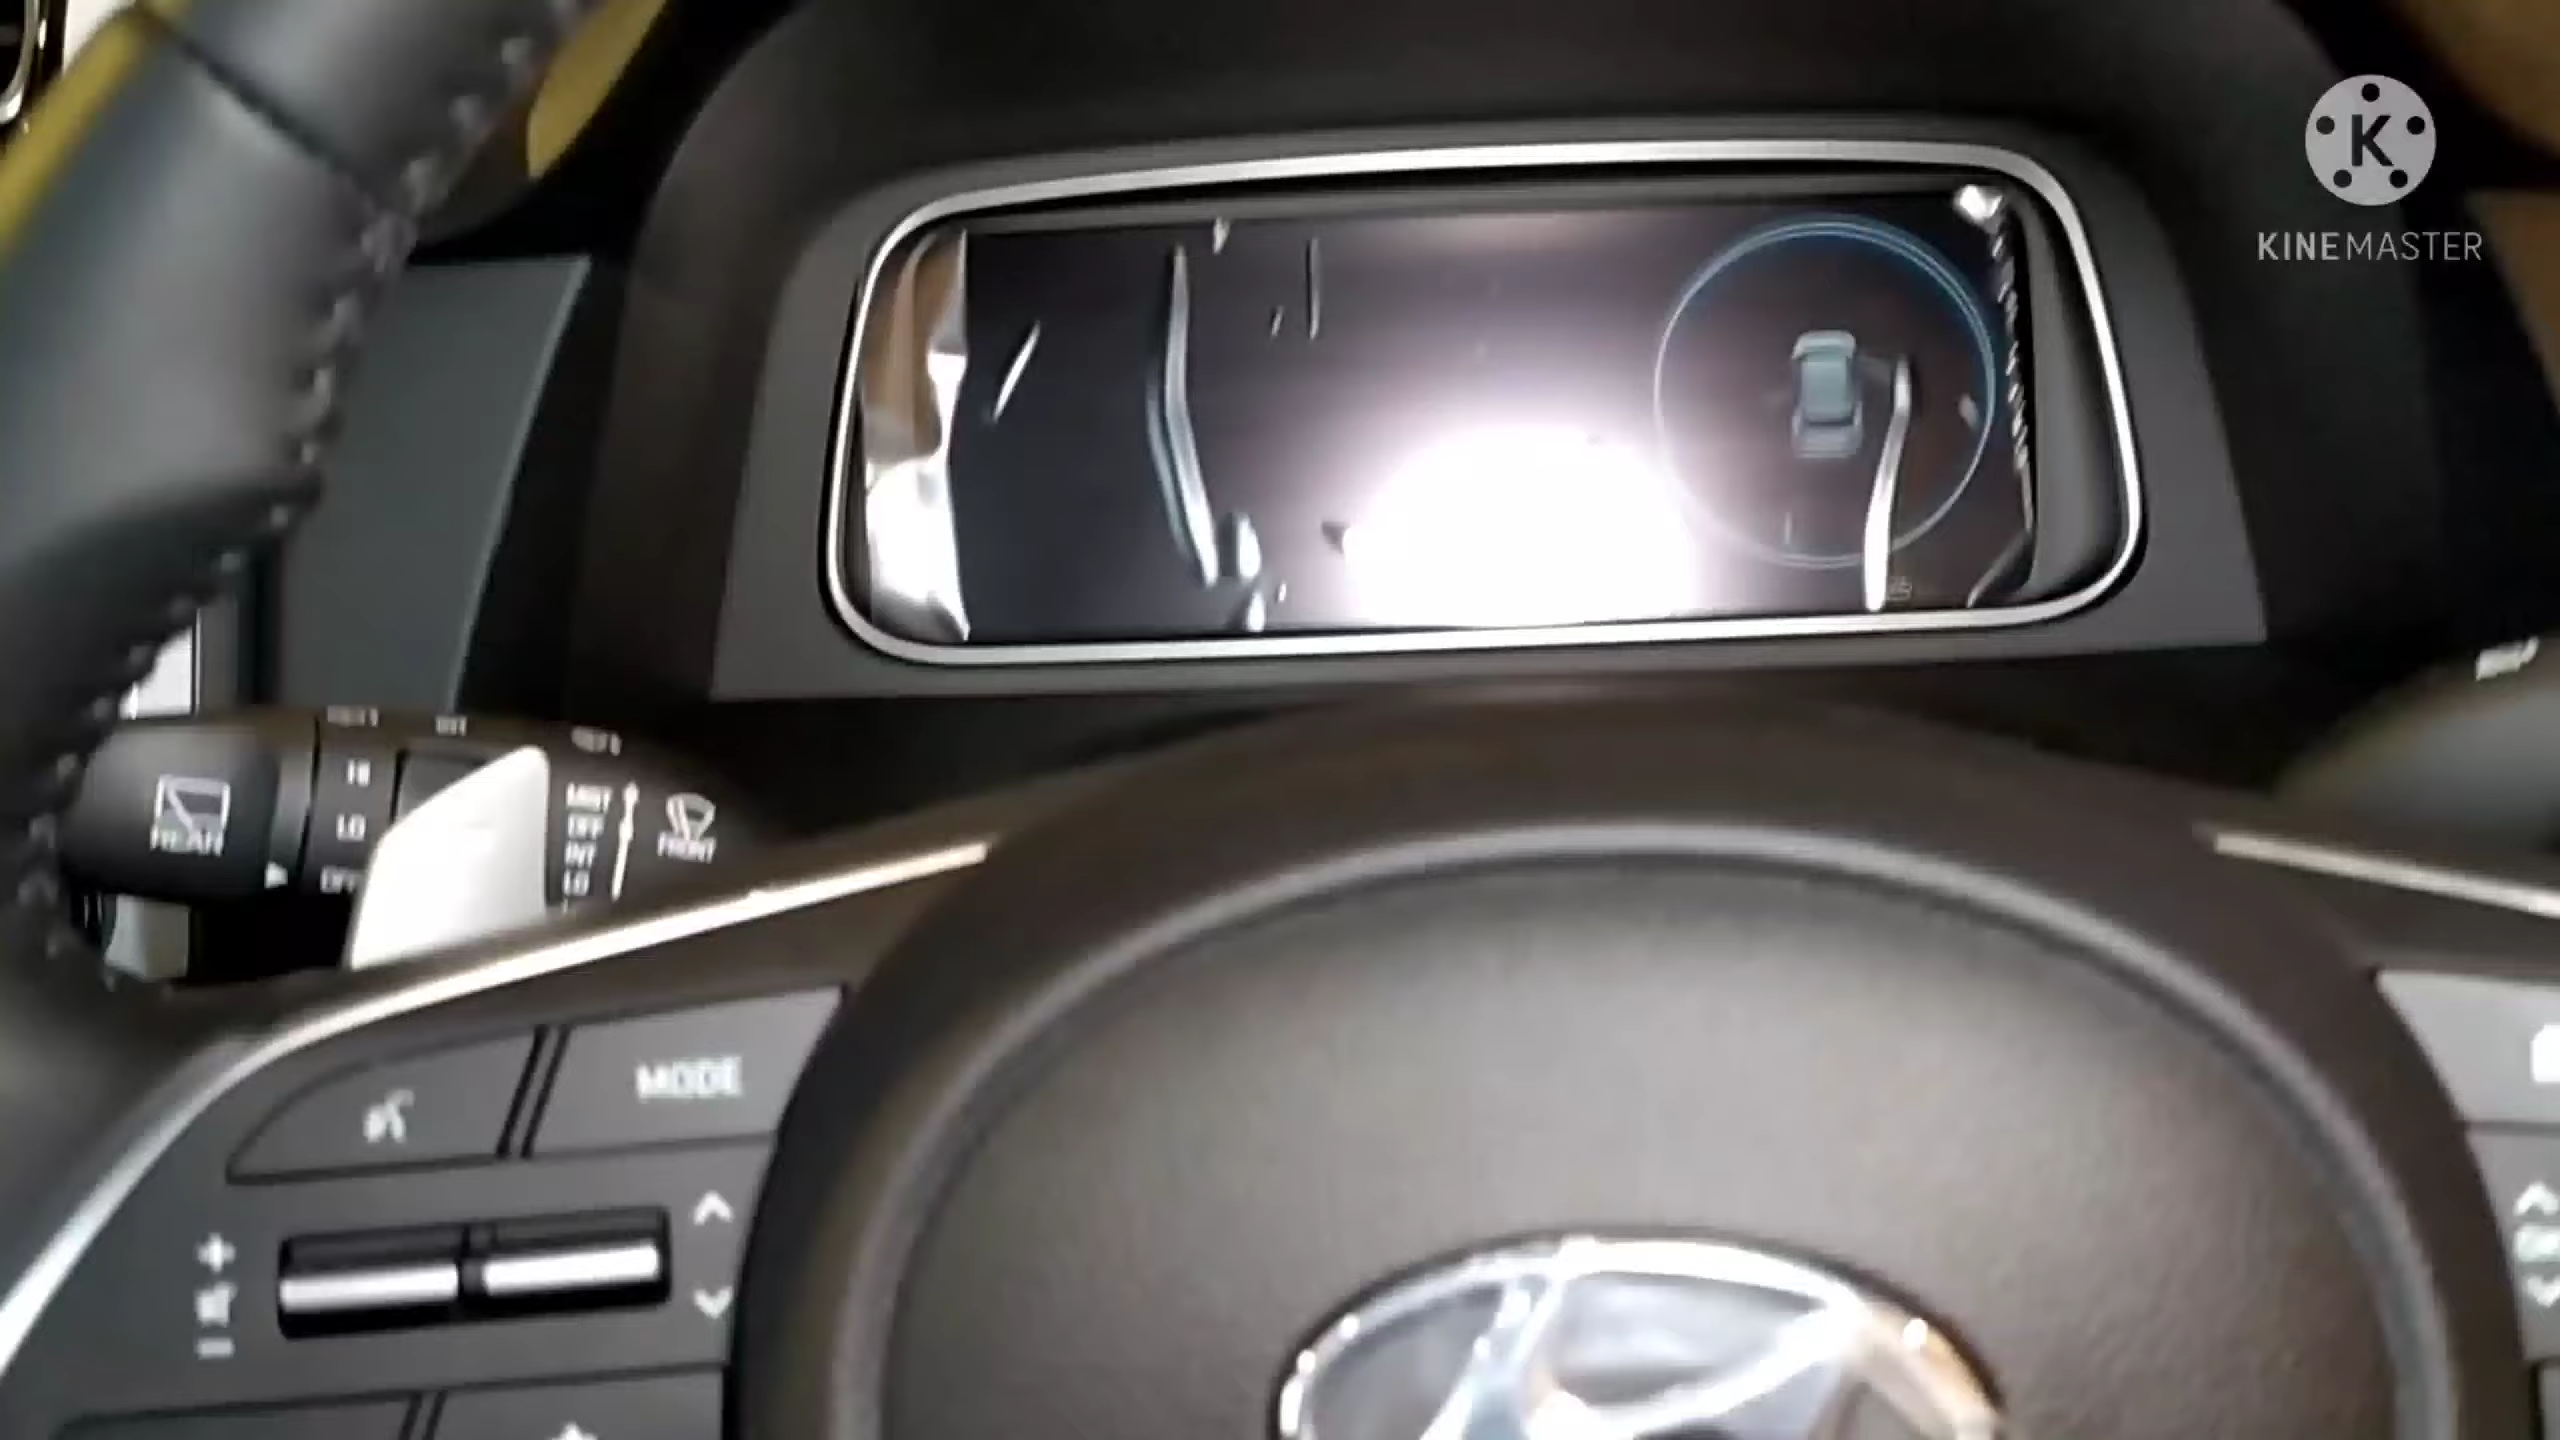 K
KINEMASTER
HI
LO
OFF
REAR
MIST
OFF
INT
LO
FRONT
MODE
+
−